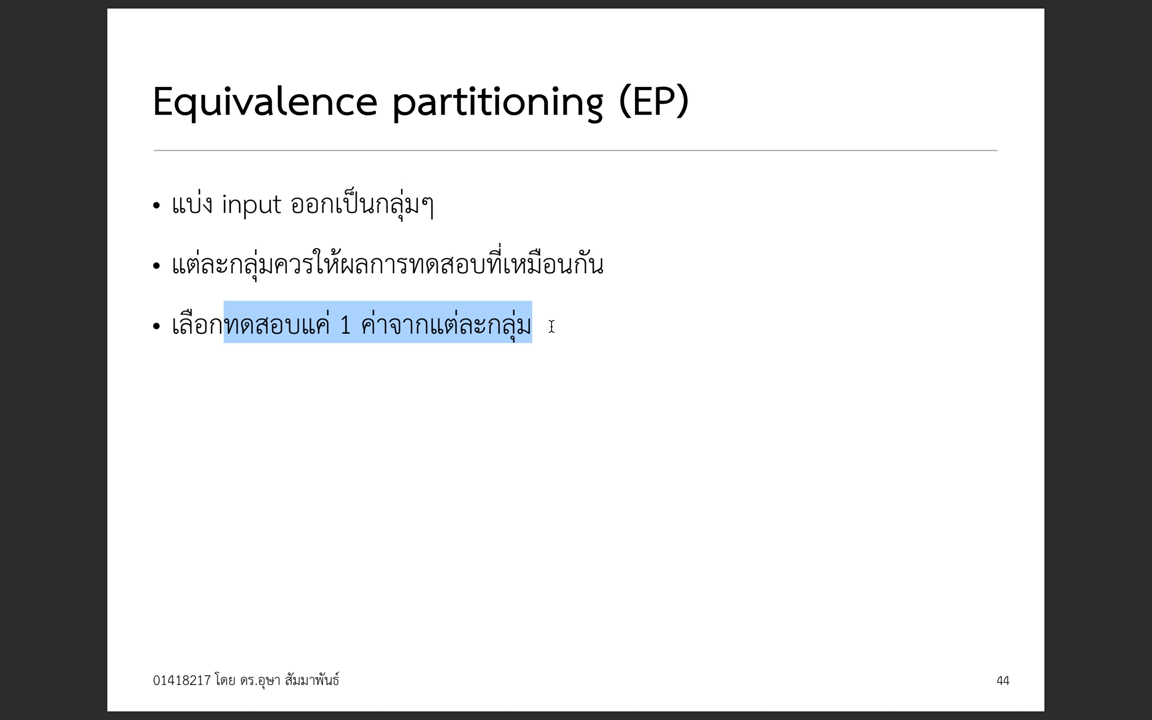 Equivalence partitioning (EP)
• แบ่ง input ออกเป็นกลุ่มๆ
• แต่ละกลุ่มควรให้ผลการทดสอบที่เหมือนกัน
• เลือกทดสอบแค่ 1 ค่าจากแต่ละกลุ่ม
01418217 โดย ดร.อุษา สัมมาพันธ์
44